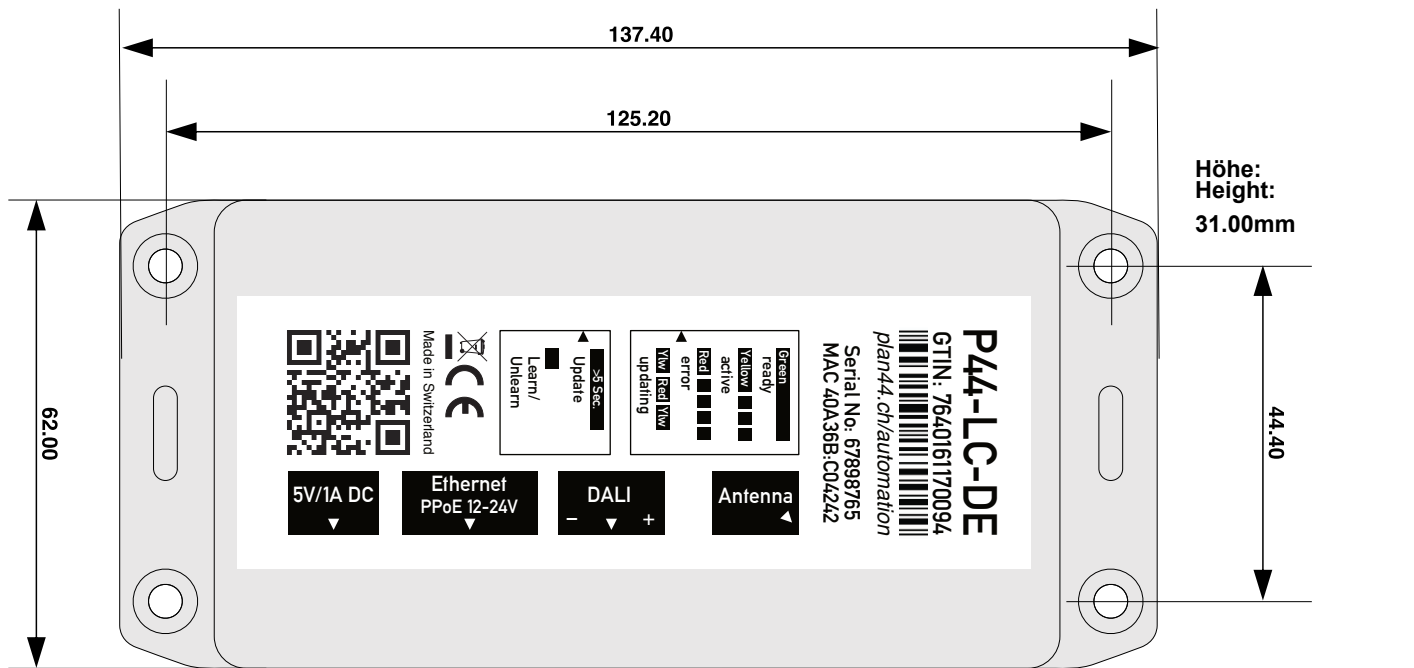 137.40
125.20
Höhe:
Height:
31.00mm
62.00
44.40
P44-LC-DE
GTIN: 7640161170094
plan44.ch/automation
Serial No: 67898765
MAC 40A36B:C04242
Green
ready
Yellow
active
Red
error
Ylw Red Ylw
updating
>5 Sec.
Update
Learn/
Unlearn
Made in Switzerland
CE
5V/1A DC
Ethernet
PPoE 12-24V
DALI
− +
Antenna